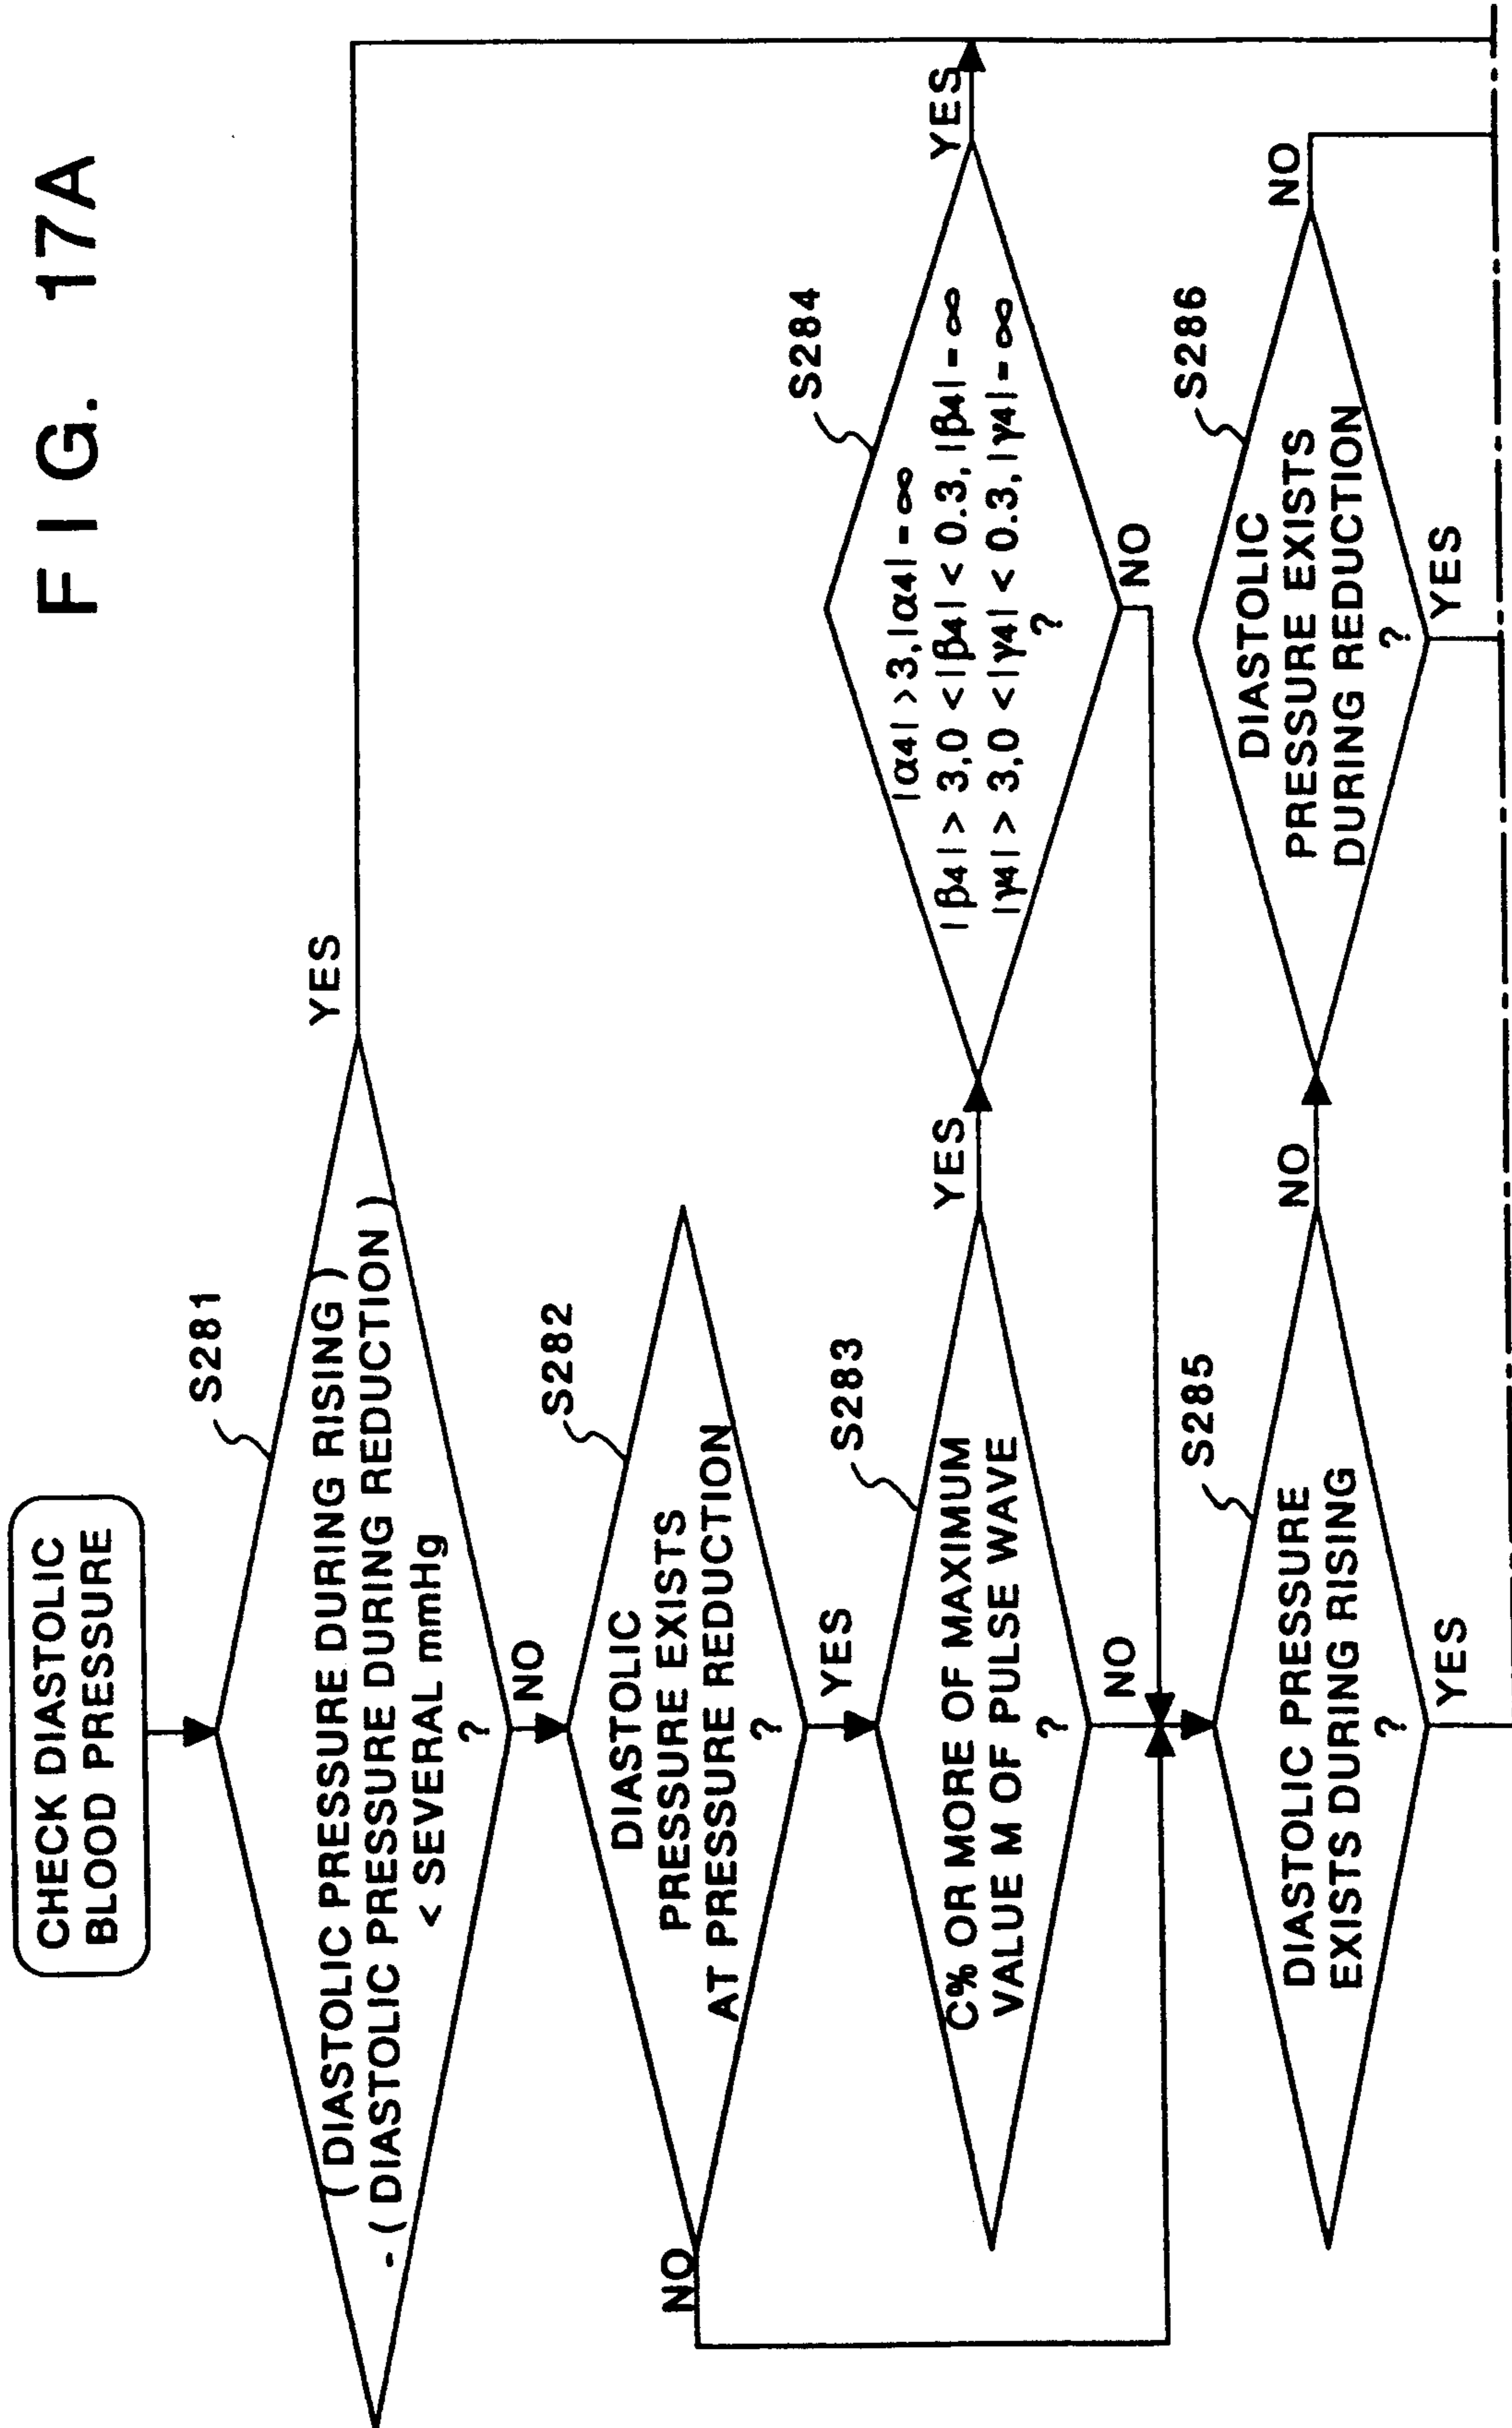 FIG. 17A
CHECK DIASTOLIC
BLOOD PRESSURE
S281
( DIASTOLIC PRESSURE DURING RISING )
- ( DIASTOLIC PRESSURE DURING REDUCTION )
< SEVERAL mmHg
?
YES
NO
S282
DIASTOLIC
PRESSURE EXISTS
AT PRESSURE REDUCTION
?
NO
YES
S283
C% OR MORE OF MAXIMUM
VALUE M OF PULSE WAVE
?
YES
NO
S284
|α4| >3,|α4| = ∞
|β4| > 3,0 <|β4| < 0.3, |β4| = ∞
|γ4| > 3,0 <|γ4| < 0.3, |γ4| = ∞
?
YES
NO
S285
DIASTOLIC PRESSURE
EXISTS DURING RISING
?
NO
YES
S286
DIASTOLIC
PRESSURE EXISTS
DURING REDUCTION
?
NO
YES